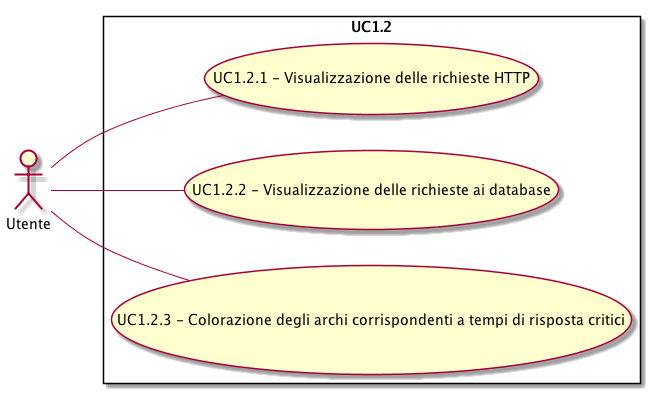 UC1.2
UC1.2.1 – Visualizzazione delle richieste HTTP
UC1.2.2 – Visualizzazione delle richieste ai database
Utente
UC1.2.3 – Colorazione degli archi corrispondenti a tempi di risposta critici